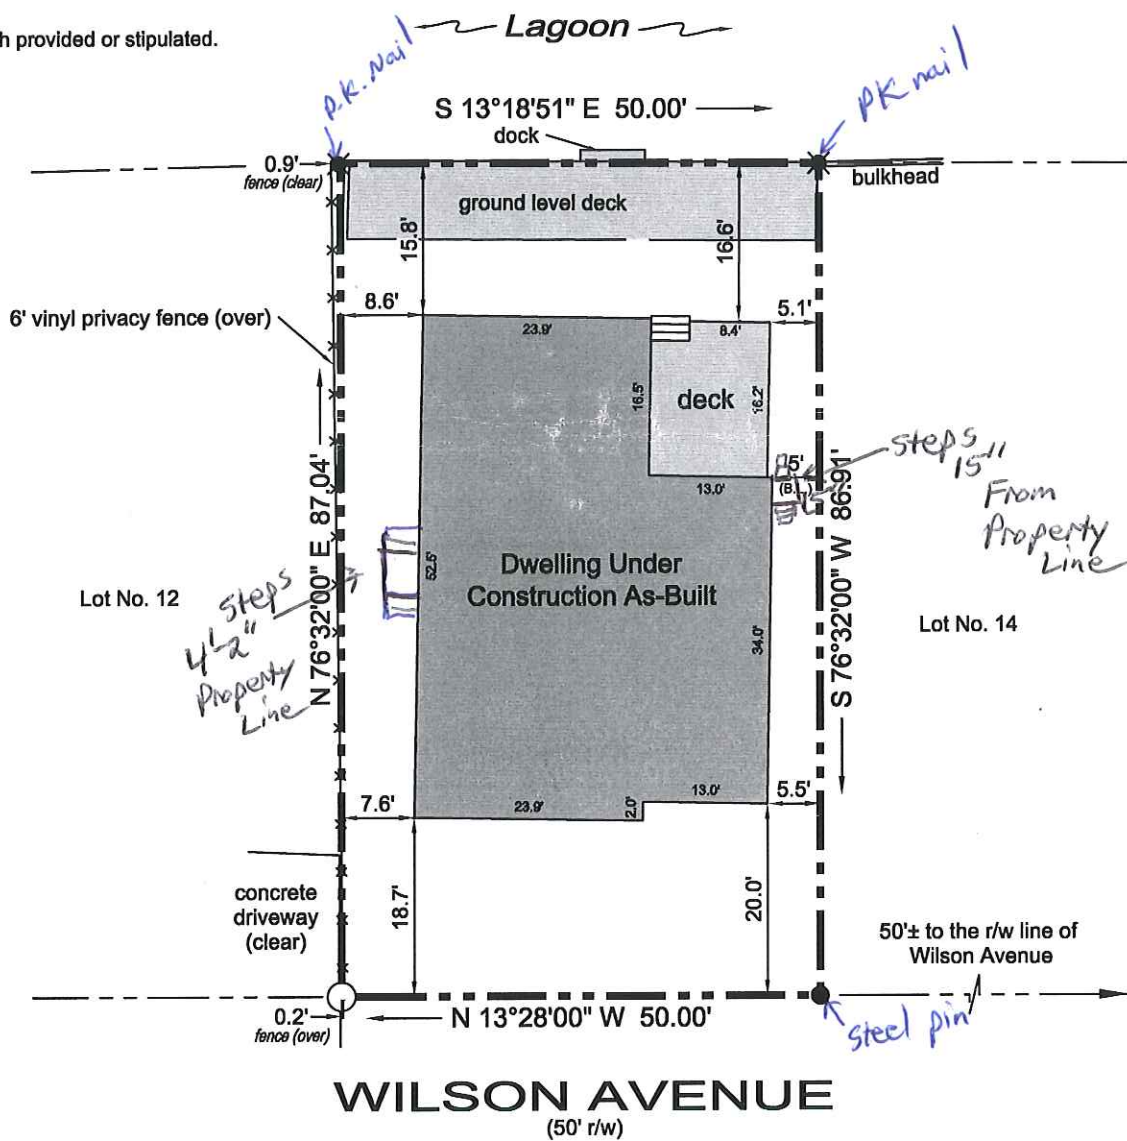 Lagoon
h provided or stipulated.
P.K. Nail
PK nail
S 13°18'51" E 50.00'
dock
0.9'
fence (clear)
bulkhead
ground level deck
15.8'
16.6'
8.6'
5.1'
6' vinyl privacy fence (over)
23.9'
8.4'
16.5'
deck
16.2'
Steps
15"
From
Property
Line
5'
(B.
13.0'
N 76°32'00" E 87.04'
S 76°32'00" W 86.91'
52.5'
Dwelling Under
Construction As-Built
Lot No. 12
Steps
4'-2"
Property
Line
Lot No. 14
34.0'
7.6'
23.9'
2.0'
13.0'
5.5'
18.7'
20.0'
concrete
driveway
(clear)
50'± to the r/w line of
Wilson Avenue
0.2'
fence (over)
N 13°28'00" W 50.00'
Steel pin
WILSON AVENUE
(50' r/w)